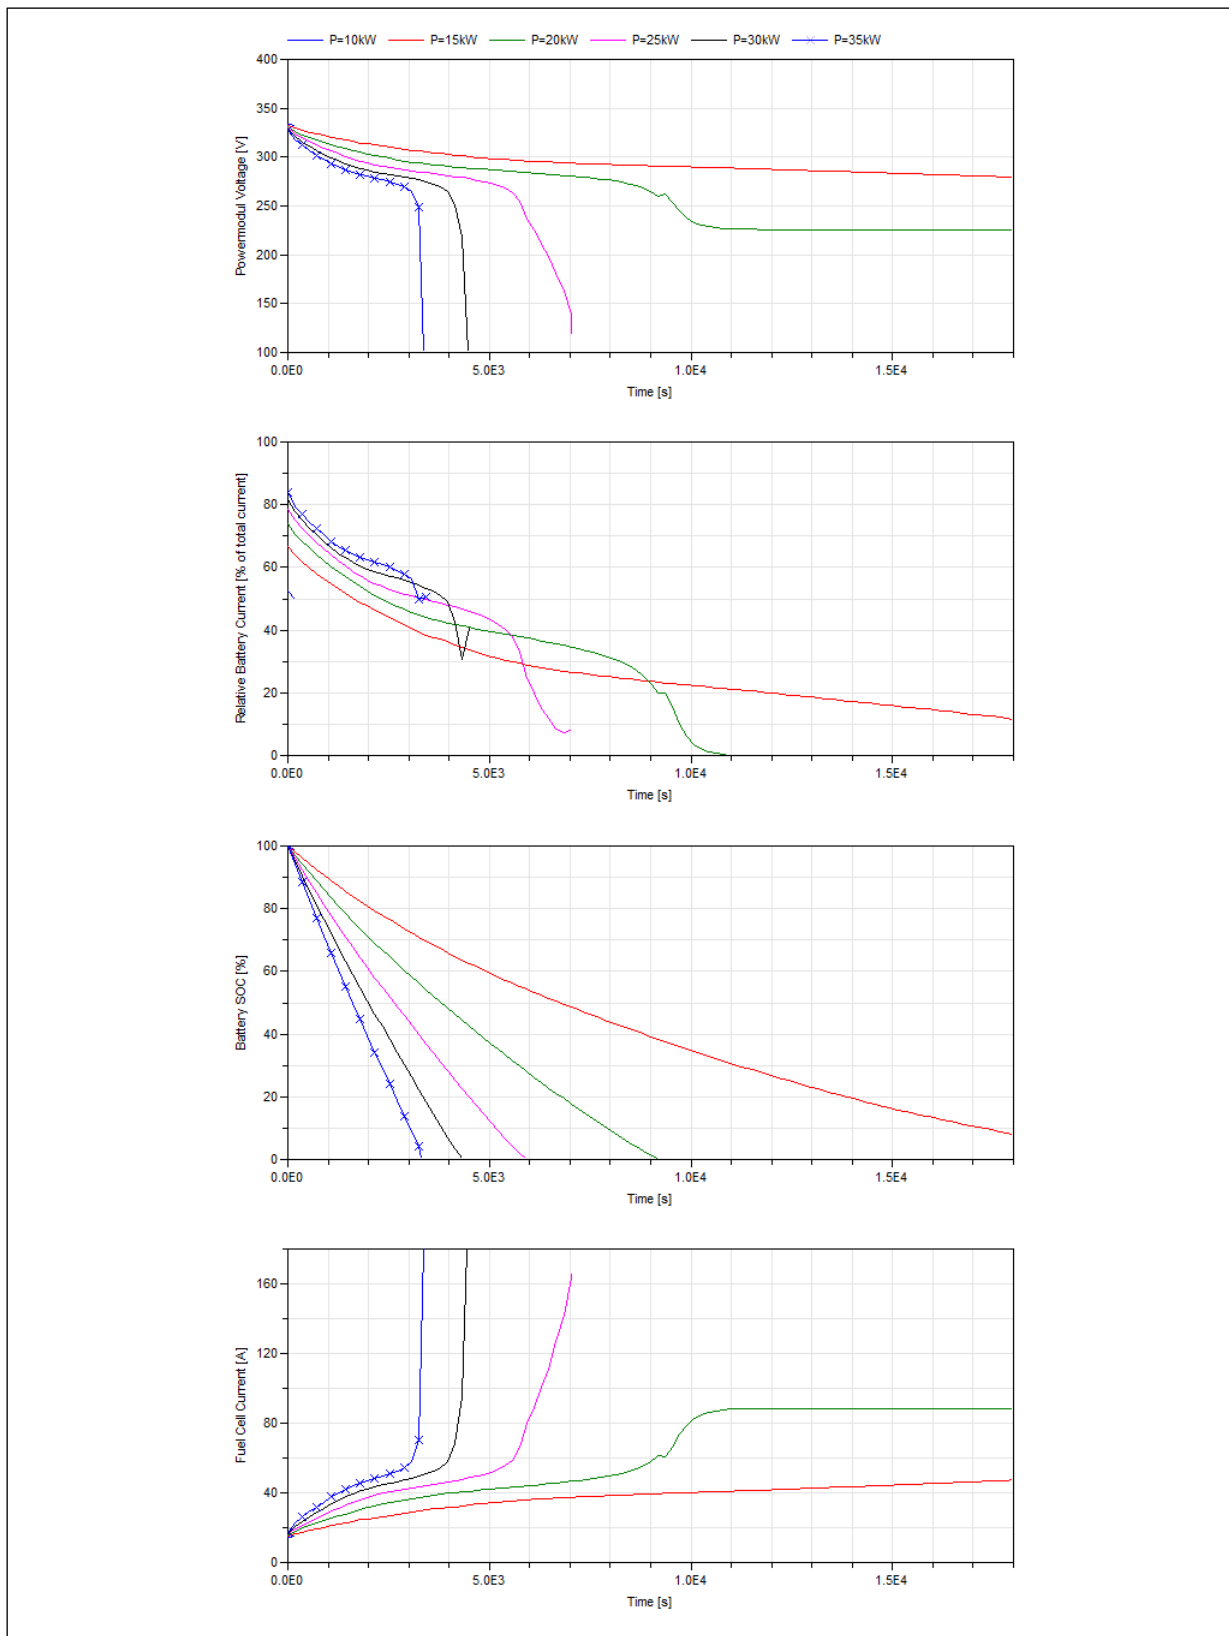 P=10kW P=15kW P=20kW P=25kW P=30kW P=35kW
400
350
300
250
200
150
100
Powermodul Voltage [V]
0.0E0 5.0E3 1.0E4 1.5E4
Time [s]
100
80
60
40
20
0
Relative Battery Current [% of total current]
0.0E0 5.0E3 1.0E4 1.5E4
Time [s]
100
80
60
40
20
0
Battery SOC [%]
0.0E0 5.0E3 1.0E4 1.5E4
Time [s]
160
120
80
40
0
Fuel Cell Current [A]
0.0E0 5.0E3 1.0E4 1.5E4
Time [s]